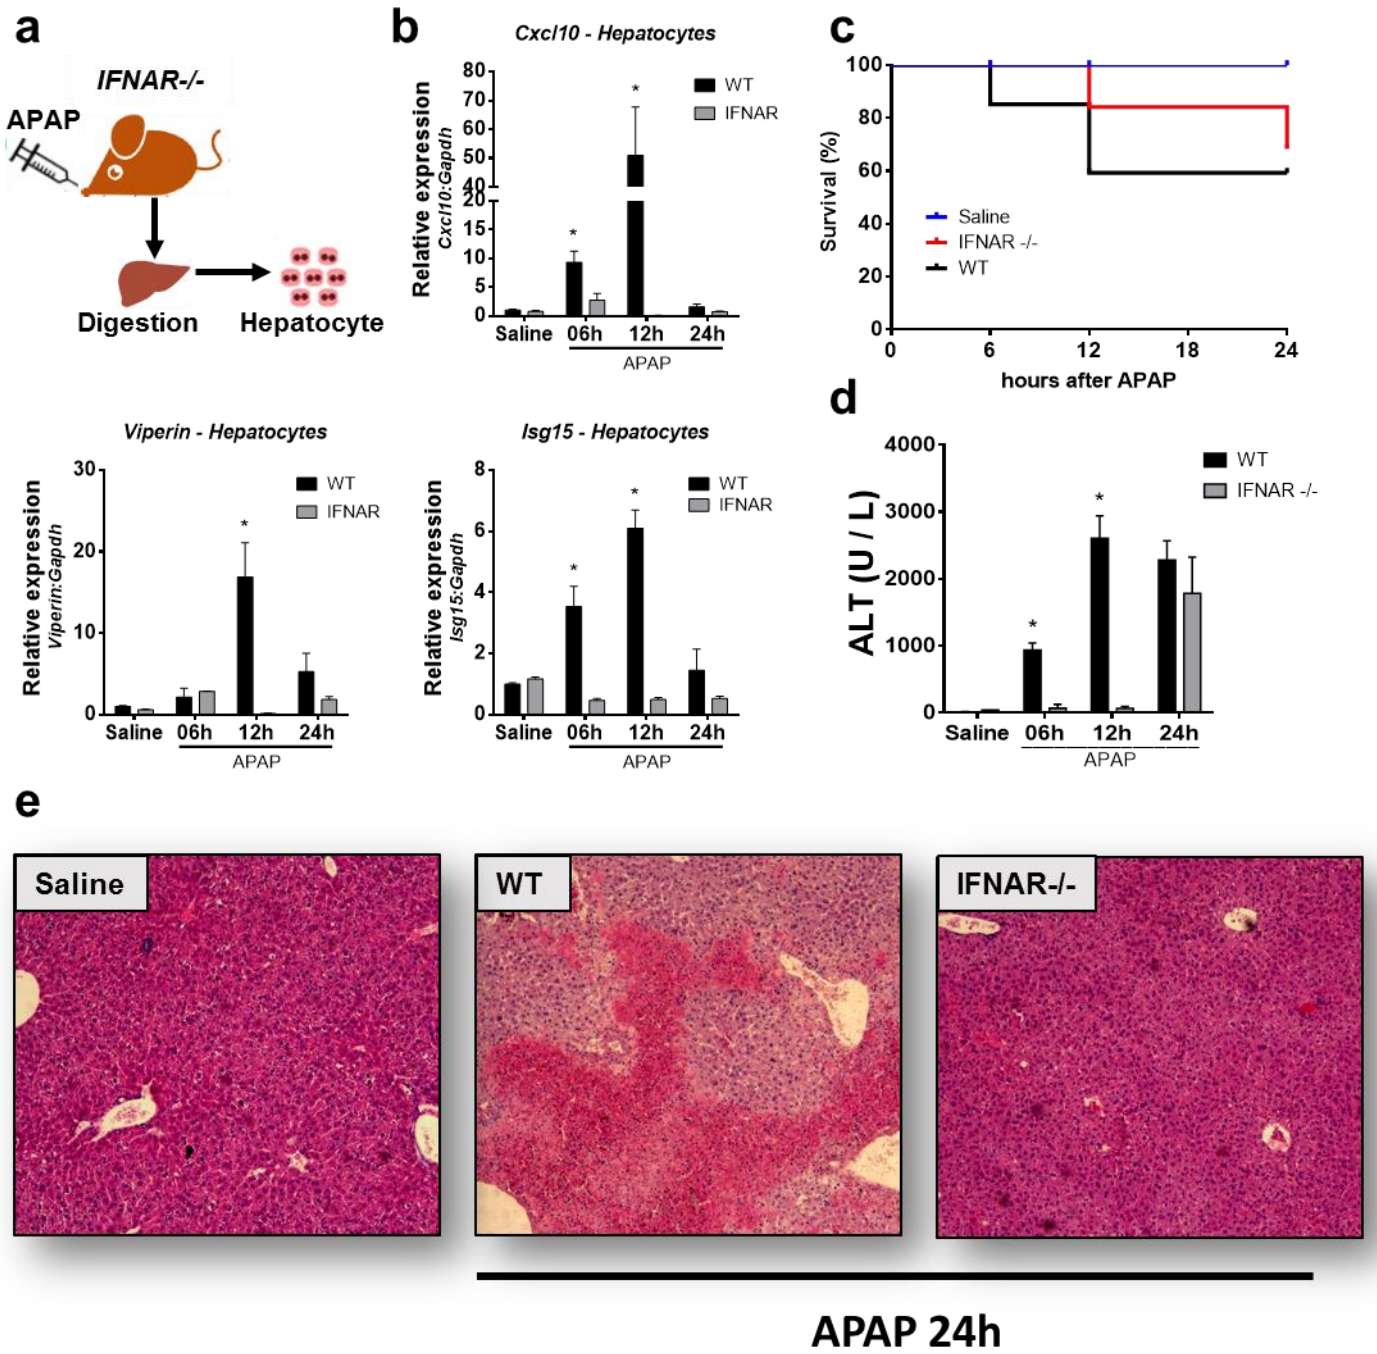 a
IFNAR-/-
APAP
Digestion
Hepatocyte
b
Cxcl10 - Hepatocytes
Relative expression
Cxcl10:Gapdh
80
70
60
50
40
20
15
10
5
0
*
*
WT
IFNAR
Saline
06h
12h
24h
APAP
c
Survival (%)
100
80
60
40
20
0
Saline
IFNAR -/-
WT
0
6
12
18
24
hours after APAP
Viperin - Hepatocytes
Relative expression
Viperin:Gapdh
30
20
10
0
*
WT
IFNAR
Saline
06h
12h
24h
APAP
Isg15 - Hepatocytes
Relative expression
Isg15:Gapdh
8
6
4
2
0
*
*
WT
IFNAR
Saline
06h
12h
24h
APAP
d
ALT (U / L)
4000
3000
2000
1000
0
*
*
WT
IFNAR -/-
Saline
06h
12h
24h
APAP
e
Saline
WT
IFNAR-/-
APAP 24h